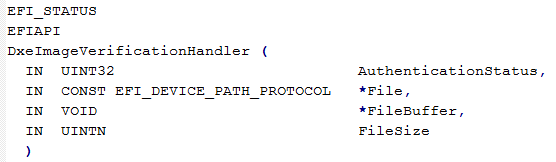 EFI_STATUS
EFIAPI
DxeImageVerificationHandler (
IN UINT32 AuthenticationStatus,
IN CONST EFI_DEVICE_PATH_PROTOCOL *File,
IN VOID *FileBuffer,
IN UINTN FileSize
)